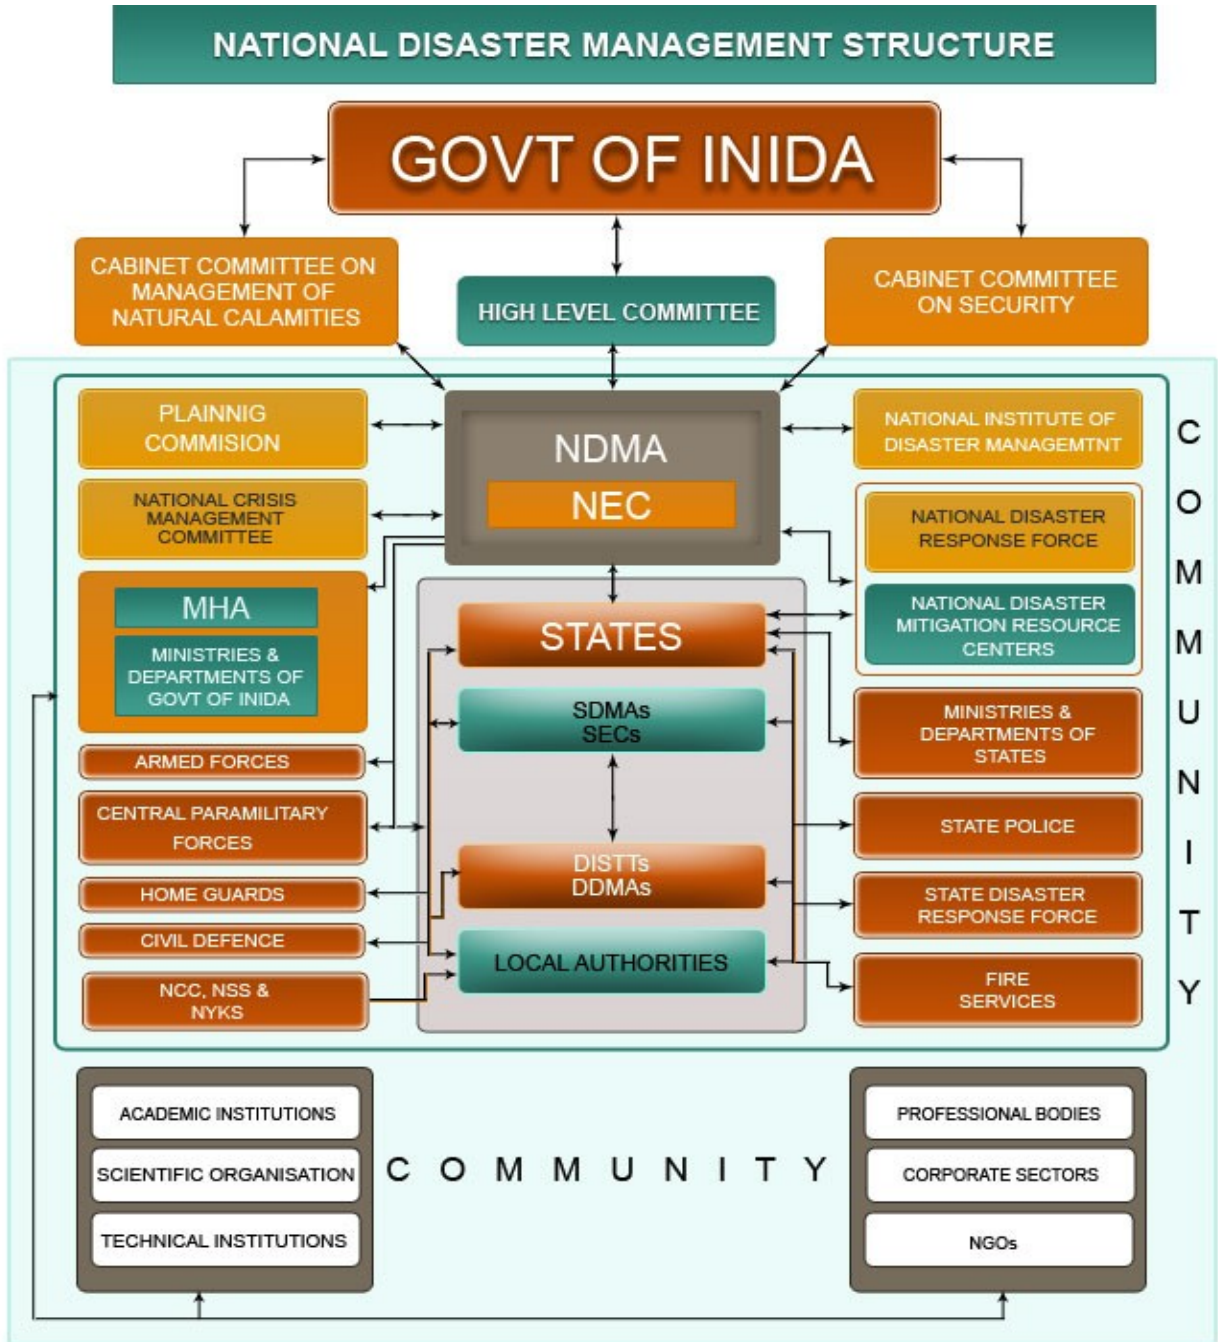 NATIONAL DISASTER MANAGEMENT STRUCTURE
GOVT OF INIDA
CABINET COMMITTEE ON
MANAGEMENT OF
NATURAL CALAMITIES
HIGH LEVEL COMMITTEE
CABINET COMMITTEE
ON SECURITY
PLAINNIG
COMMISION
NATIONAL CRISIS
MANAGEMENT
COMMITTEE
MHA
MINISTRIES &
DEPARTMENTS OF
GOVT OF INIDA
ARMED FORCES
CENTRAL PARAMILITARY
FORCES
HOME GUARDS
CIVIL DEFENCE
NCC, NSS &
NYKS
NDMA
NEC
STATES
SDMAs
SECs
DISTTs
DDMAs
LOCAL AUTHORITIES
NATIONAL INSTITUTE OF
DISASTER MANAGEMTNT
NATIONAL DISASTER
RESPONSE FORCE
NATIONAL DISASTER
MITIGATION RESOURCE
CENTERS
MINISTRIES &
DEPARTMENTS OF
STATES
STATE POLICE
STATE DISASTER
RESPONSE FORCE
FIRE
SERVICES
COMMUNITY
ACADEMIC INSTITUTIONS
SCIENTIFIC ORGANISATION
TECHNICAL INSTITUTIONS
COMMUNITY
PROFESSIONAL BODIES
CORPORATE SECTORS
NGOs